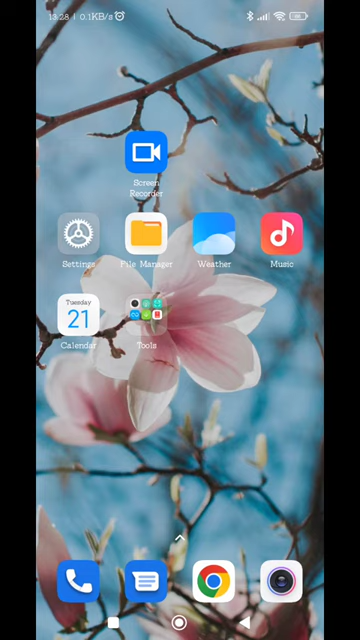 13.28 | 0.1KB/s
Screen
Recorder
Settings
File Manager
Weather
Music
Tuesday
21
Calendar
Tools